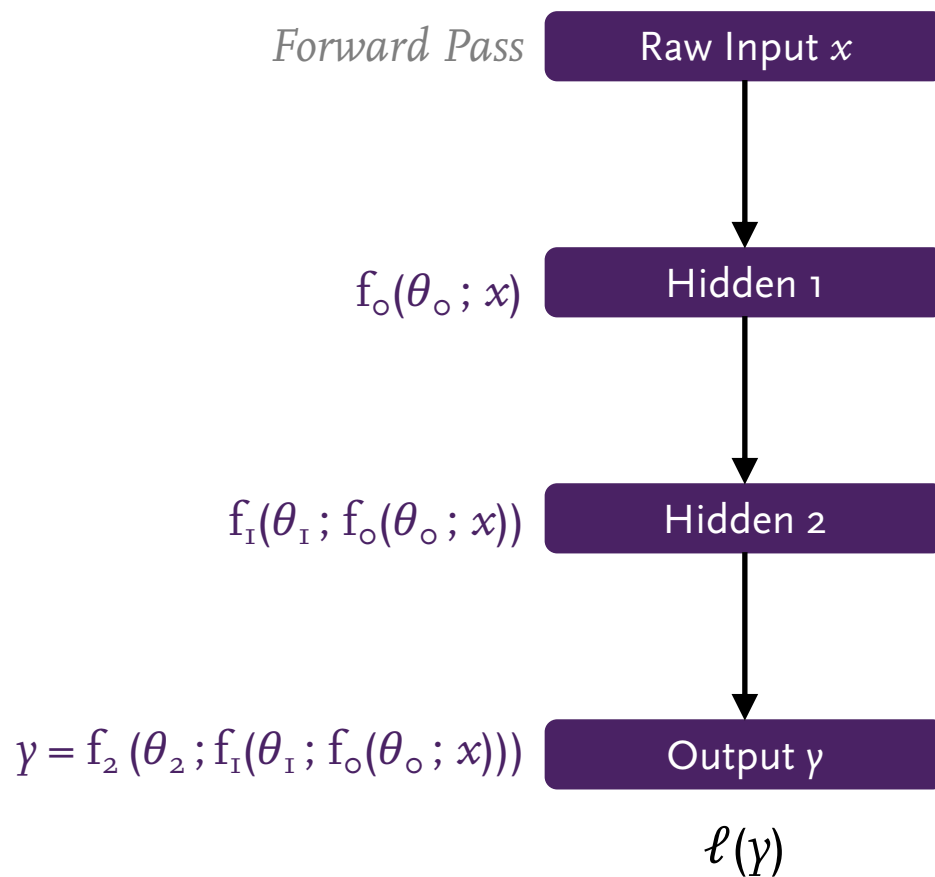 Forward Pass Raw Input x
f₀(θ₀ ; x) Hidden 1
f₁(θ₁ ; f₀(θ₀ ; x)) Hidden 2
y = f₂ (θ₂ ; f₁(θ₁ ; f₀(θ₀ ; x))) Output y
ℓ(y)